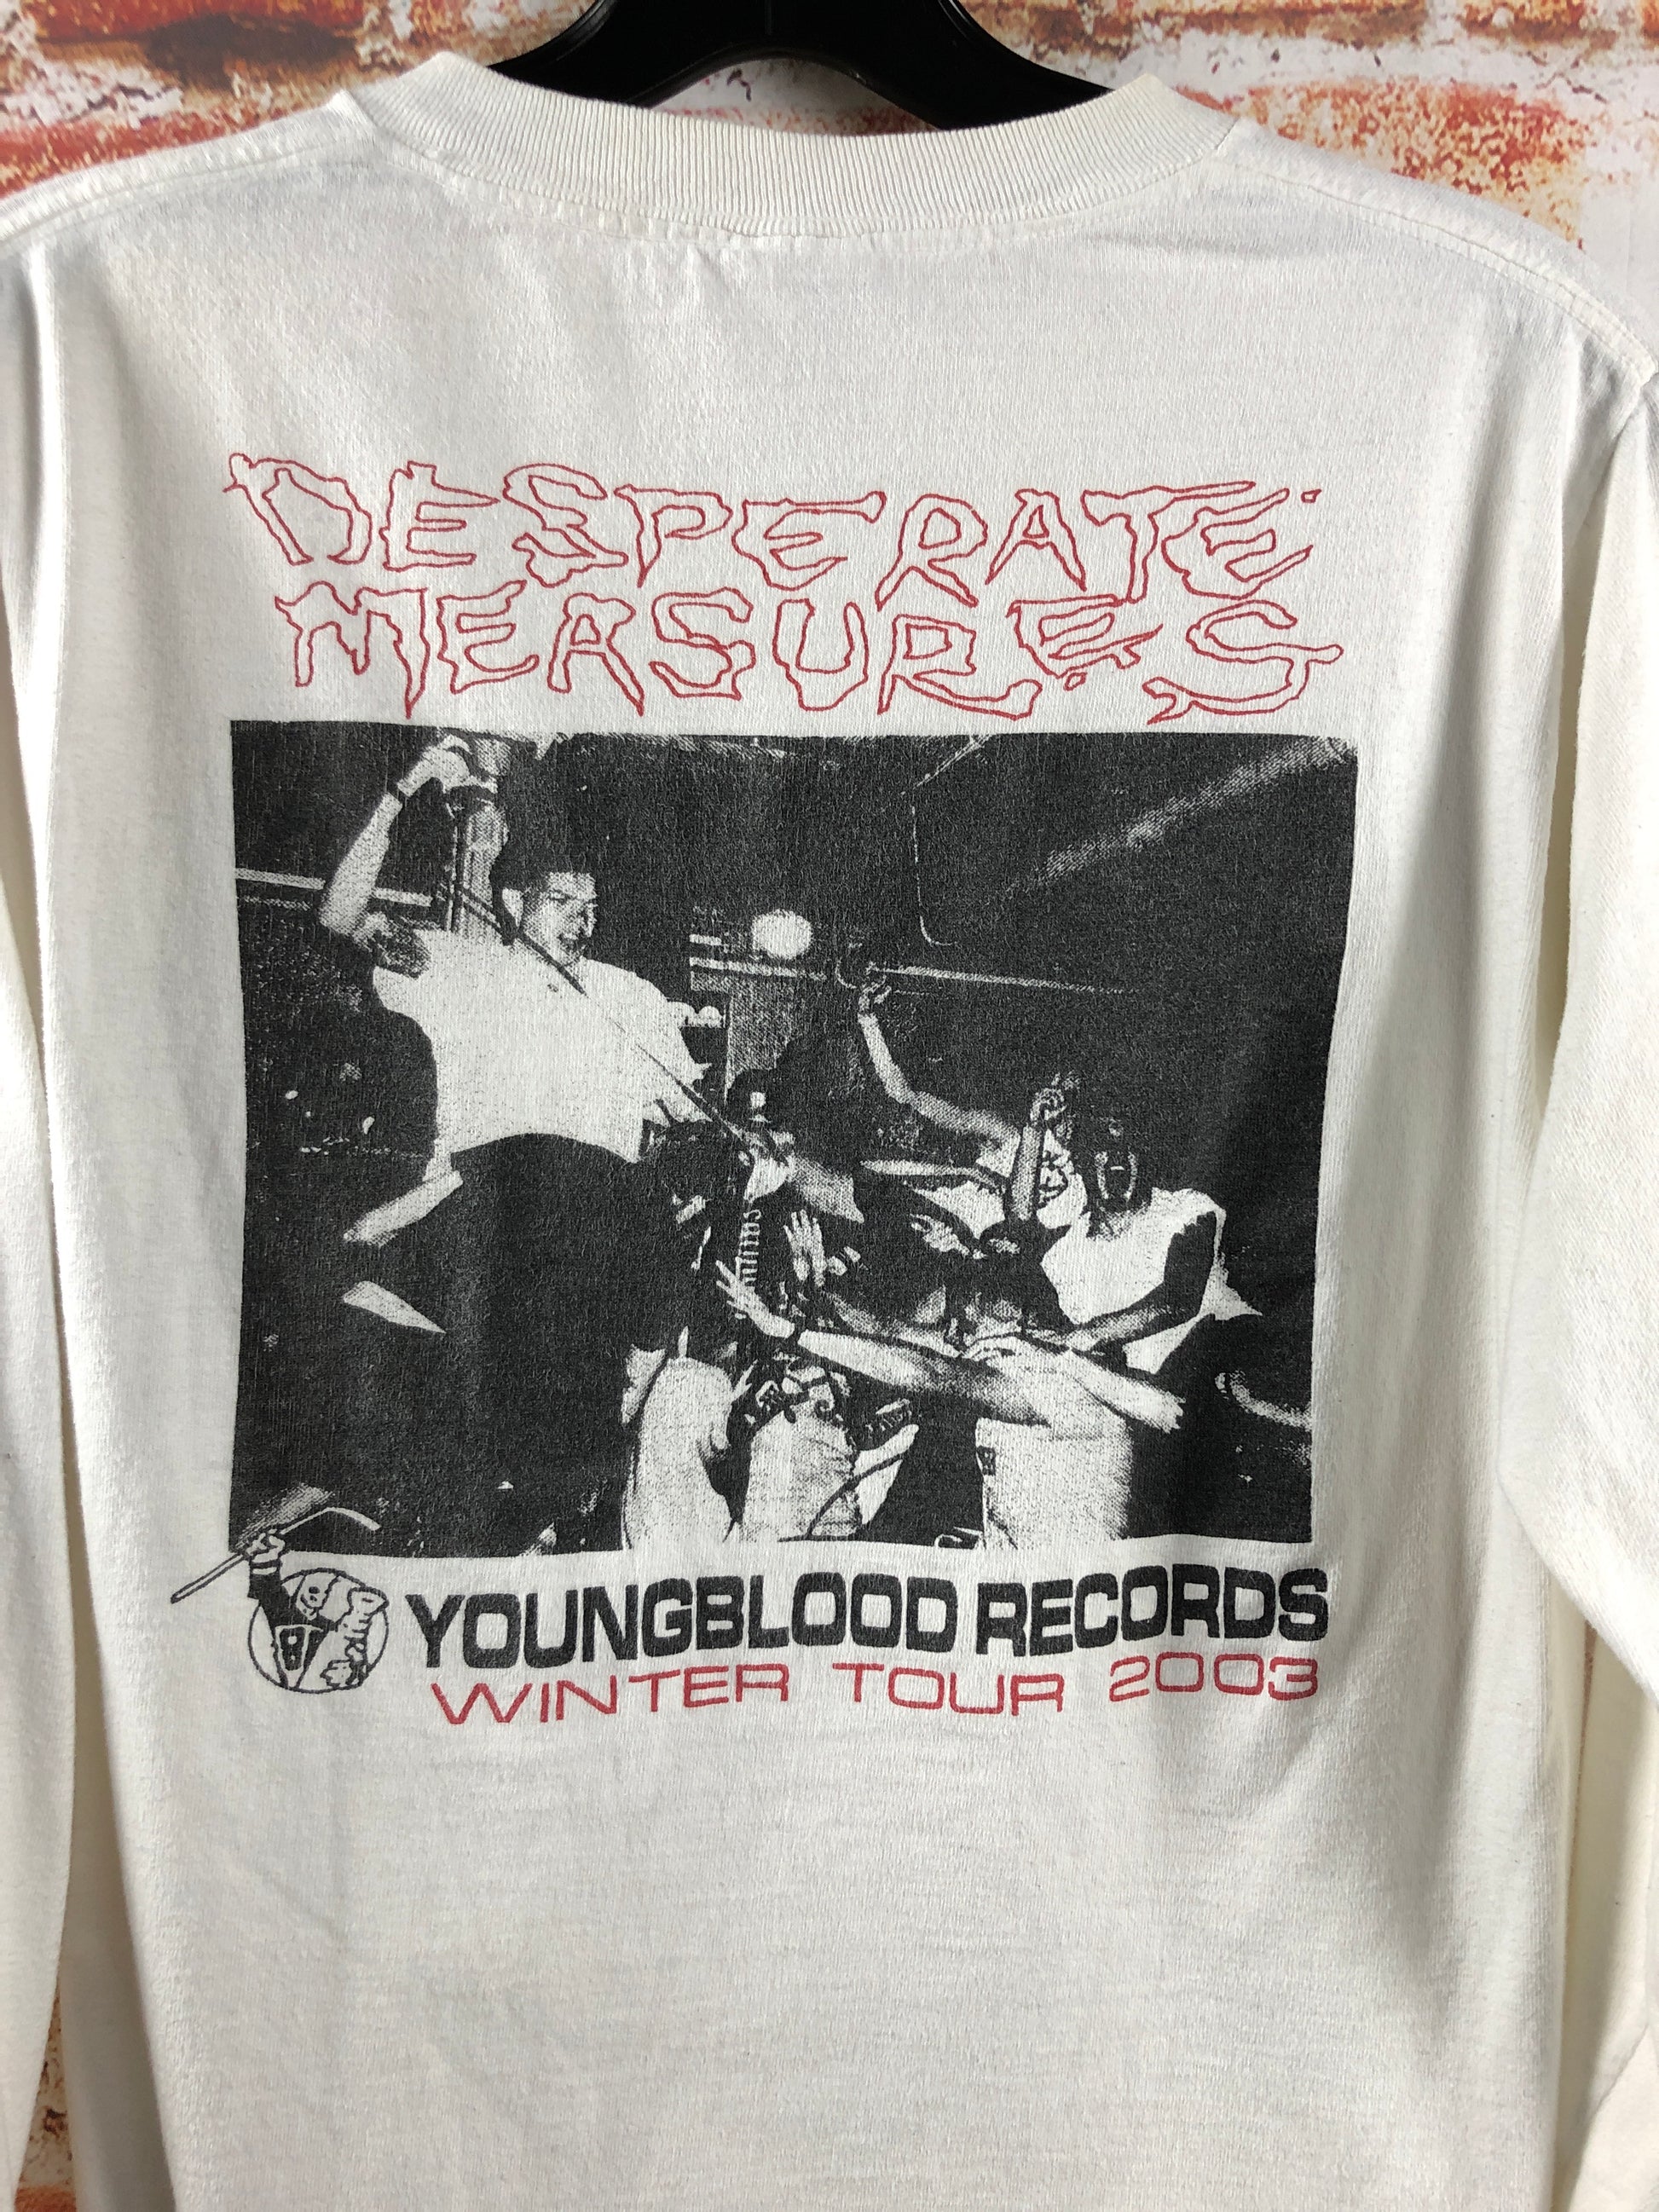 DESPERATE
MEASURES
YOUNGBLOOD RECORDS
WINTER TOUR 2003